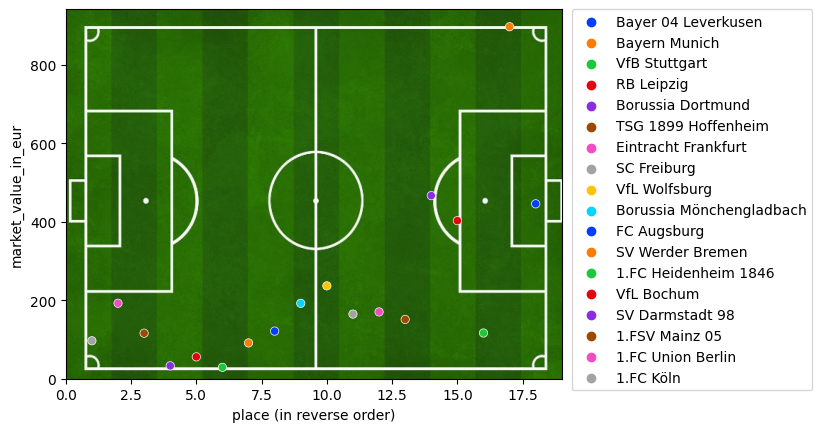 800
600
400
200
0
market_value_in_eur
0.0 2.5 5.0 7.5 10.0 12.5 15.0 17.5
place (in reverse order)
Bayer 04 Leverkusen
Bayern Munich
VfB Stuttgart
RB Leipzig
Borussia Dortmund
TSG 1899 Hoffenheim
Eintracht Frankfurt
SC Freiburg
VfL Wolfsburg
Borussia Mönchengladbach
FC Augsburg
SV Werder Bremen
1.FC Heidenheim 1846
VfL Bochum
SV Darmstadt 98
1.FSV Mainz 05
1.FC Union Berlin
1.FC Köln